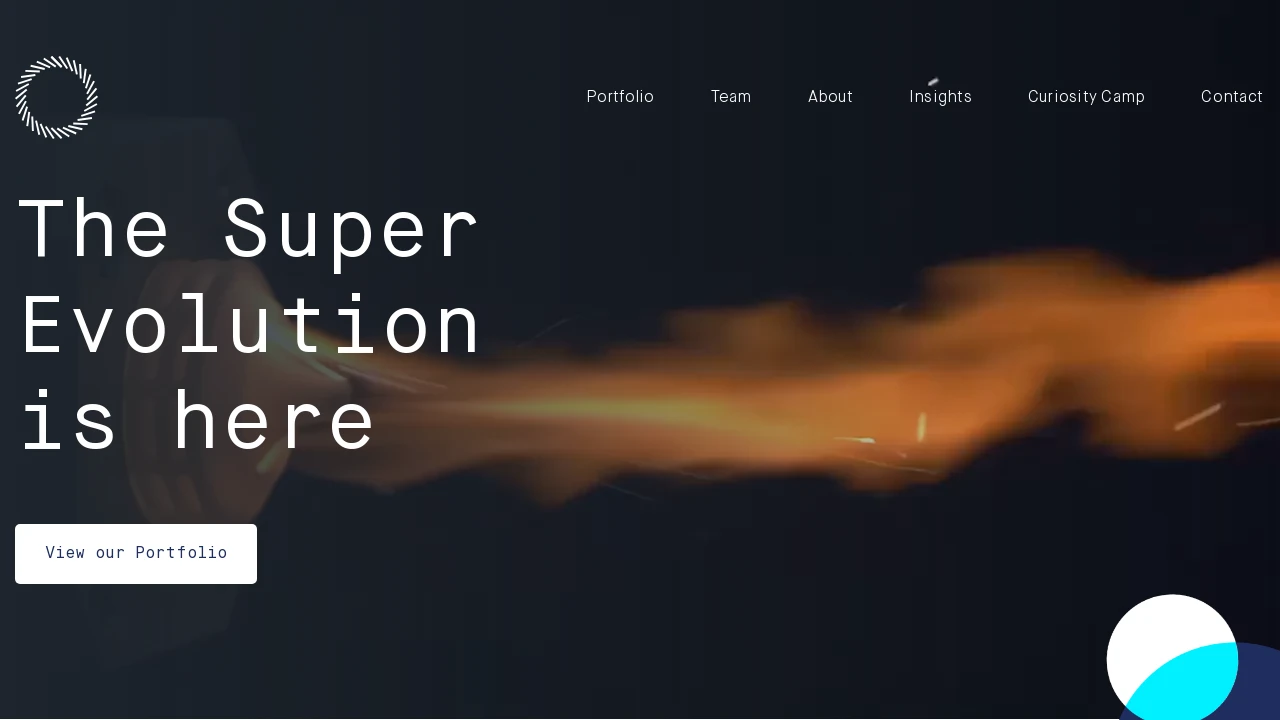 Portfolio Team About Insights Curiosity Camp Contact
The Super
Evolution
is here
View our Portfolio